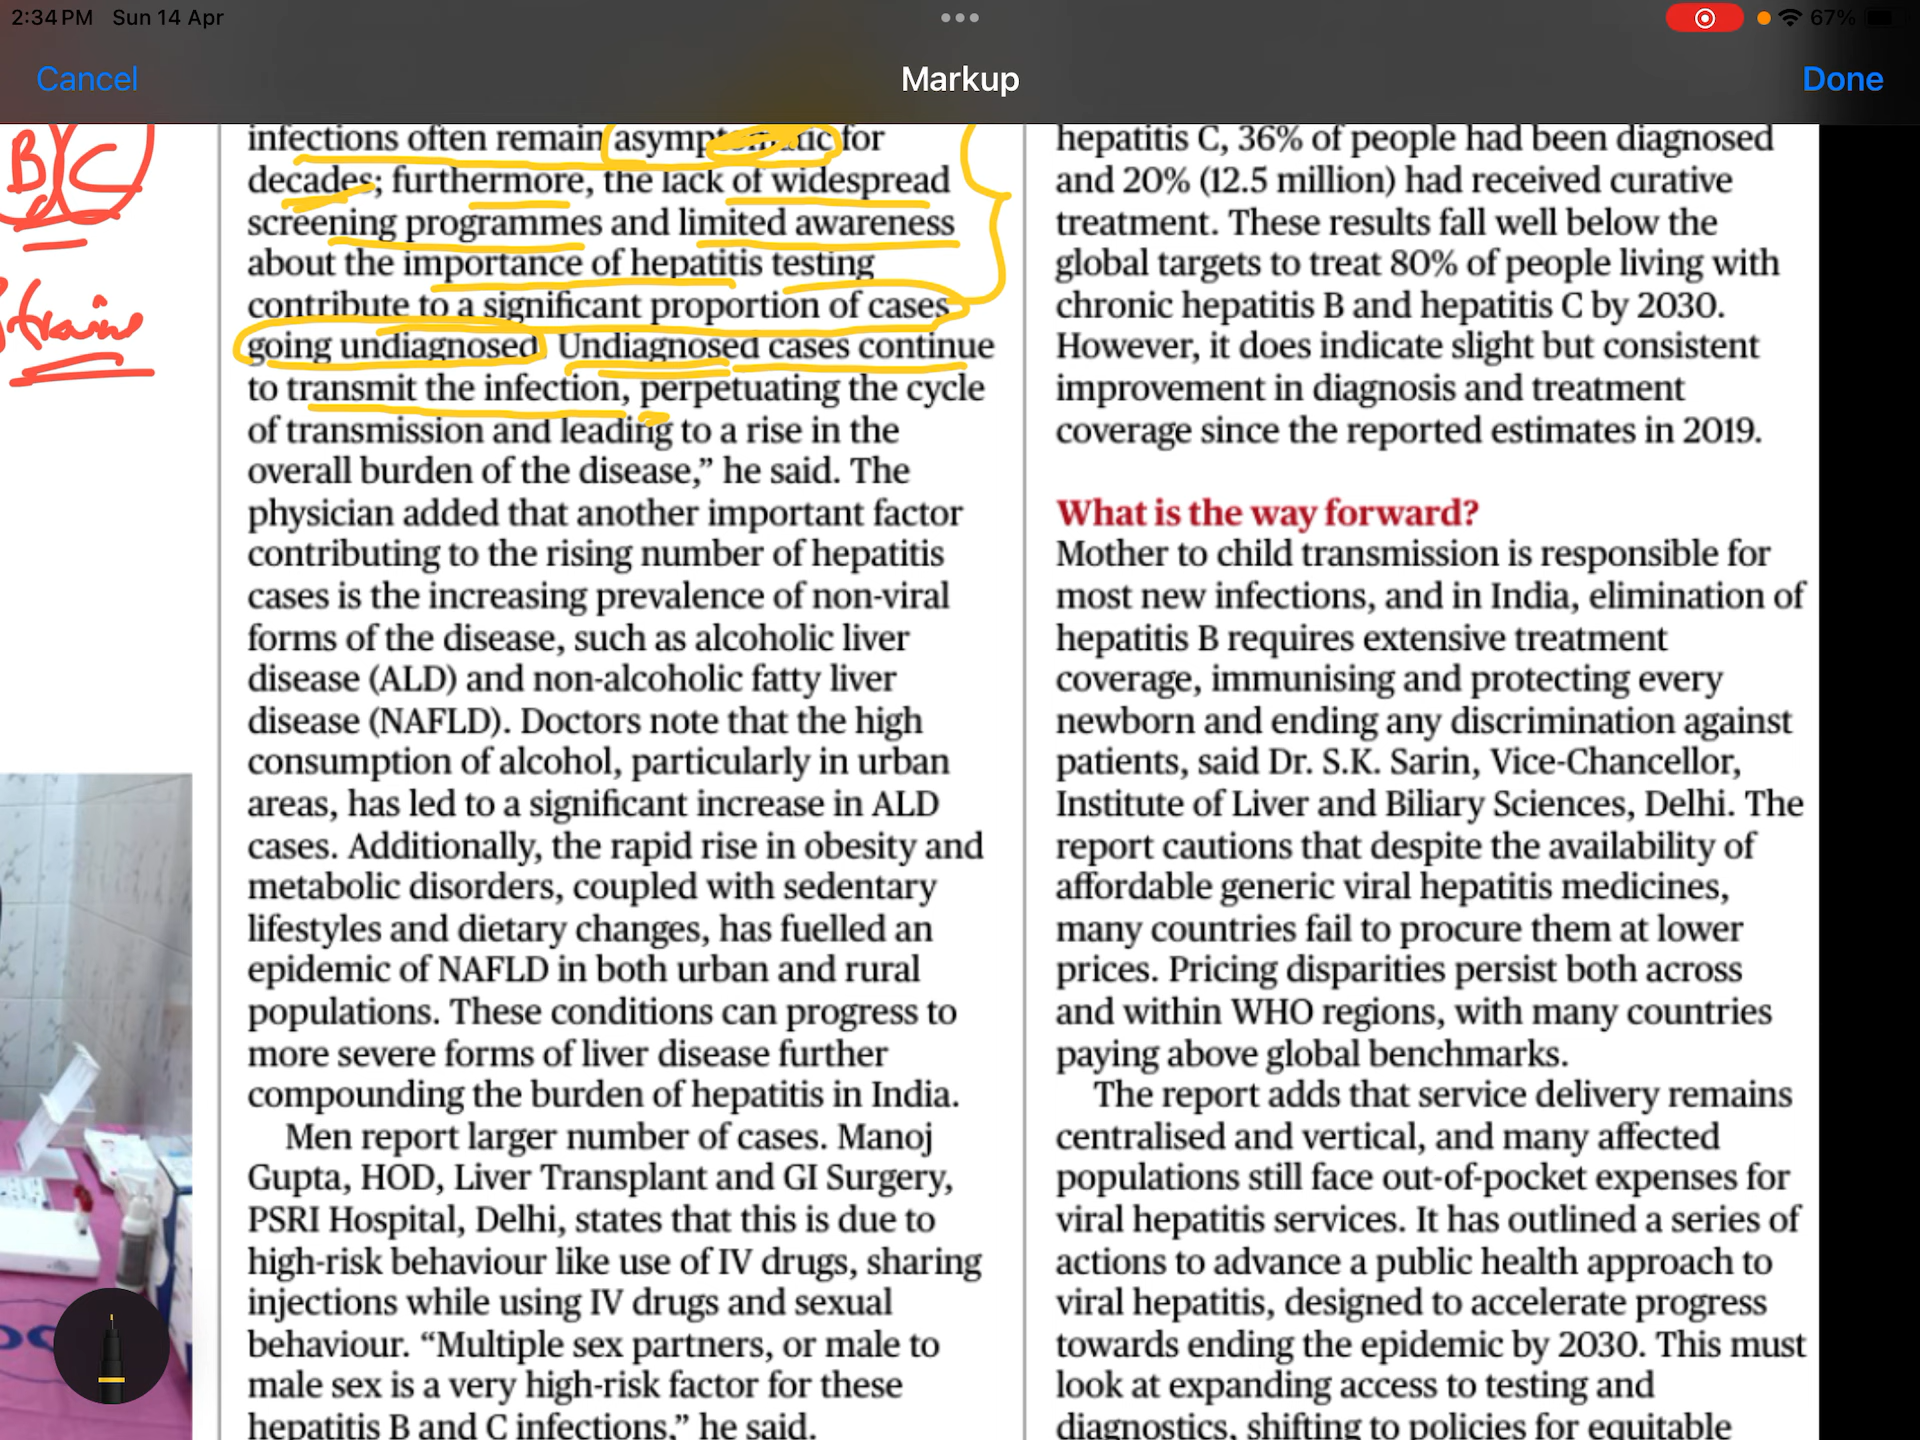 2:34 PM Sun 14 Apr
67%
Cancel
Markup
Done
B C
infections often remain asymptomatic for
decades; furthermore, the lack of widespread
screening programmes and limited awareness
about the importance of hepatitis testing
contribute to a significant proportion of cases
going undiagnosed. Undiagnosed cases continue
to transmit the infection, perpetuating the cycle
of transmission and leading to a rise in the
overall burden of the disease,” he said. The
physician added that another important factor
contributing to the rising number of hepatitis
cases is the increasing prevalence of non-viral
forms of the disease, such as alcoholic liver
disease (ALD) and non-alcoholic fatty liver
disease (NAFLD). Doctors note that the high
consumption of alcohol, particularly in urban
areas, has led to a significant increase in ALD
cases. Additionally, the rapid rise in obesity and
metabolic disorders, coupled with sedentary
lifestyles and dietary changes, has fuelled an
epidemic of NAFLD in both urban and rural
populations. These conditions can progress to
more severe forms of liver disease further
compounding the burden of hepatitis in India.
Men report larger number of cases. Manoj
Gupta, HOD, Liver Transplant and GI Surgery,
PSRI Hospital, Delhi, states that this is due to
high-risk behaviour like use of IV drugs, sharing
injections while using IV drugs and sexual
behaviour. “Multiple sex partners, or male to
male sex is a very high-risk factor for these
hepatitis B and C infections,” he said.
hepatitis C, 36% of people had been diagnosed
and 20% (12.5 million) had received curative
treatment. These results fall well below the
global targets to treat 80% of people living with
chronic hepatitis B and hepatitis C by 2030.
However, it does indicate slight but consistent
improvement in diagnosis and treatment
coverage since the reported estimates in 2019.
What is the way forward?
Mother to child transmission is responsible for
most new infections, and in India, elimination of
hepatitis B requires extensive treatment
coverage, immunising and protecting every
newborn and ending any discrimination against
patients, said Dr. S.K. Sarin, Vice-Chancellor,
Institute of Liver and Biliary Sciences, Delhi. The
report cautions that despite the availability of
affordable generic viral hepatitis medicines,
many countries fail to procure them at lower
prices. Pricing disparities persist both across
and within WHO regions, with many countries
paying above global benchmarks.
The report adds that service delivery remains
centralised and vertical, and many affected
populations still face out-of-pocket expenses for
viral hepatitis services. It has outlined a series of
actions to advance a public health approach to
viral hepatitis, designed to accelerate progress
towards ending the epidemic by 2030. This must
look at expanding access to testing and
diagnostics, shifting to policies for equitable